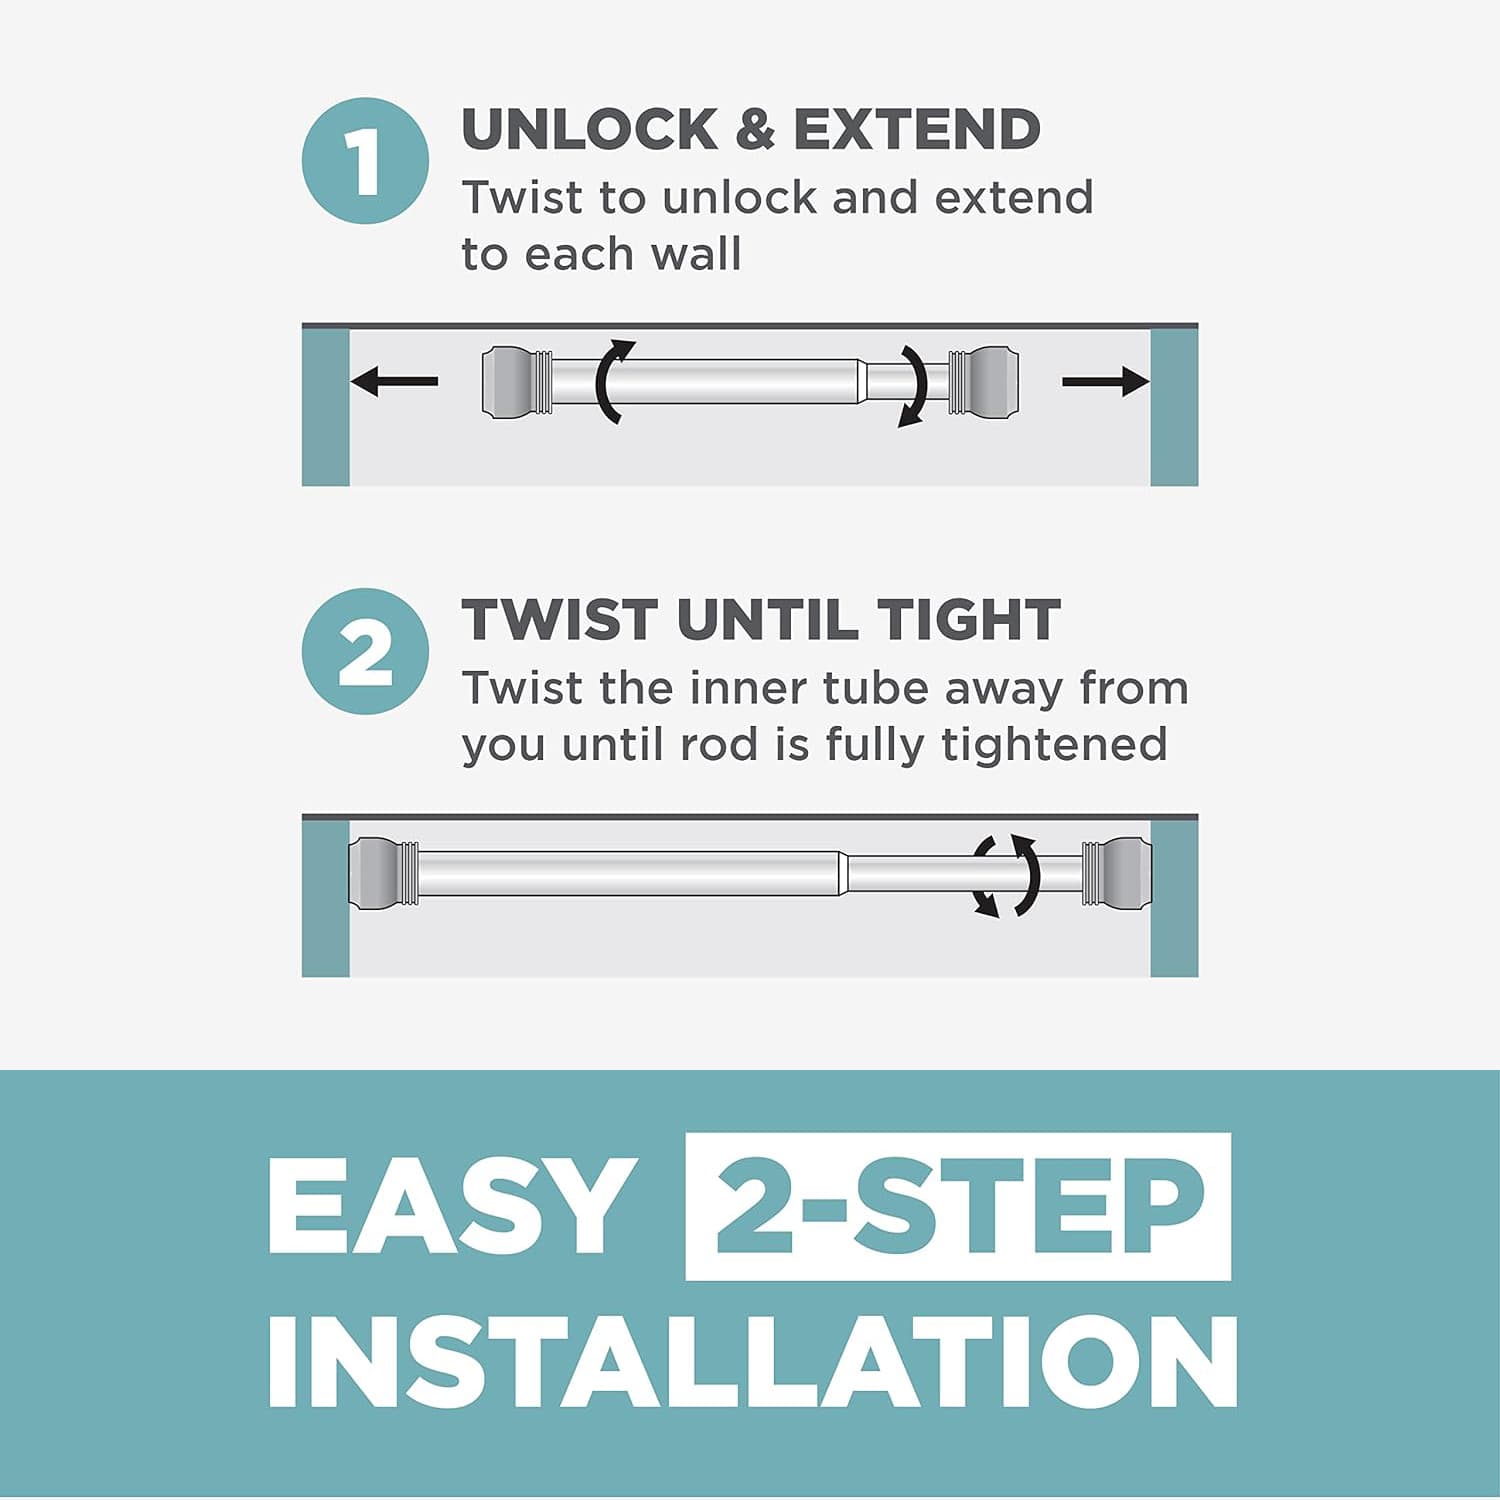 1
UNLOCK & EXTEND
Twist to unlock and extend
to each wall
2
TWIST UNTIL TIGHT
Twist the inner tube away from
you until rod is fully tightened
EASY 2-STEP
INSTALLATION